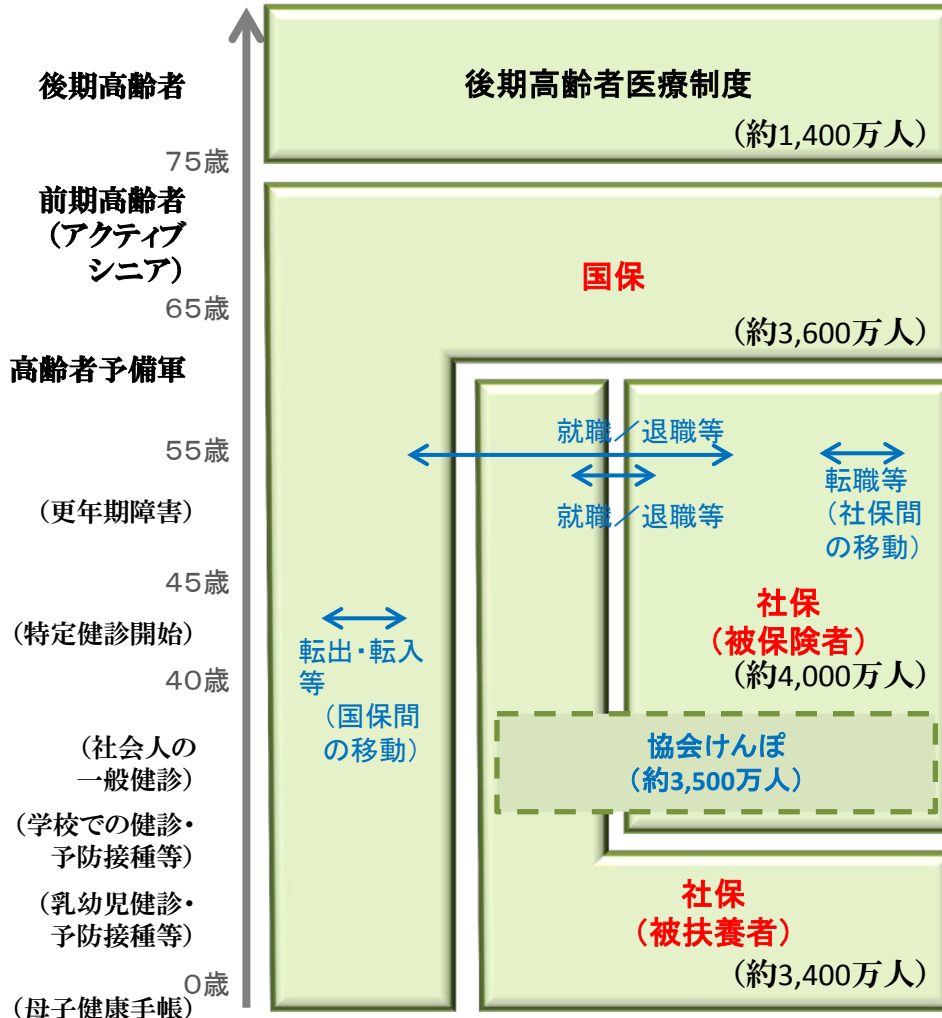 後期高齢者
75歳
前期高齢者
（アクティブ
シニア）
65歳
高齢者予備軍
55歳
（更年期障害）
45歳
（特定健診開始）
40歳
（社会人の
一般健診）
（学校での健診・
予防接種等）
（乳幼児健診・
予防接種等）
0歳
（母子健康手帳）
後期高齢者医療制度
（約1,400万人）
国保
（約3,600万人）
就職／退職等
就職／退職等
転職等
（社保間
の移動）
転出・転入
等
（国保間
の移動）
社保
（被保険者）
（約4,000万人）
協会けんぽ
（約3,500万人）
社保
（被扶養者）
（約3,400万人）